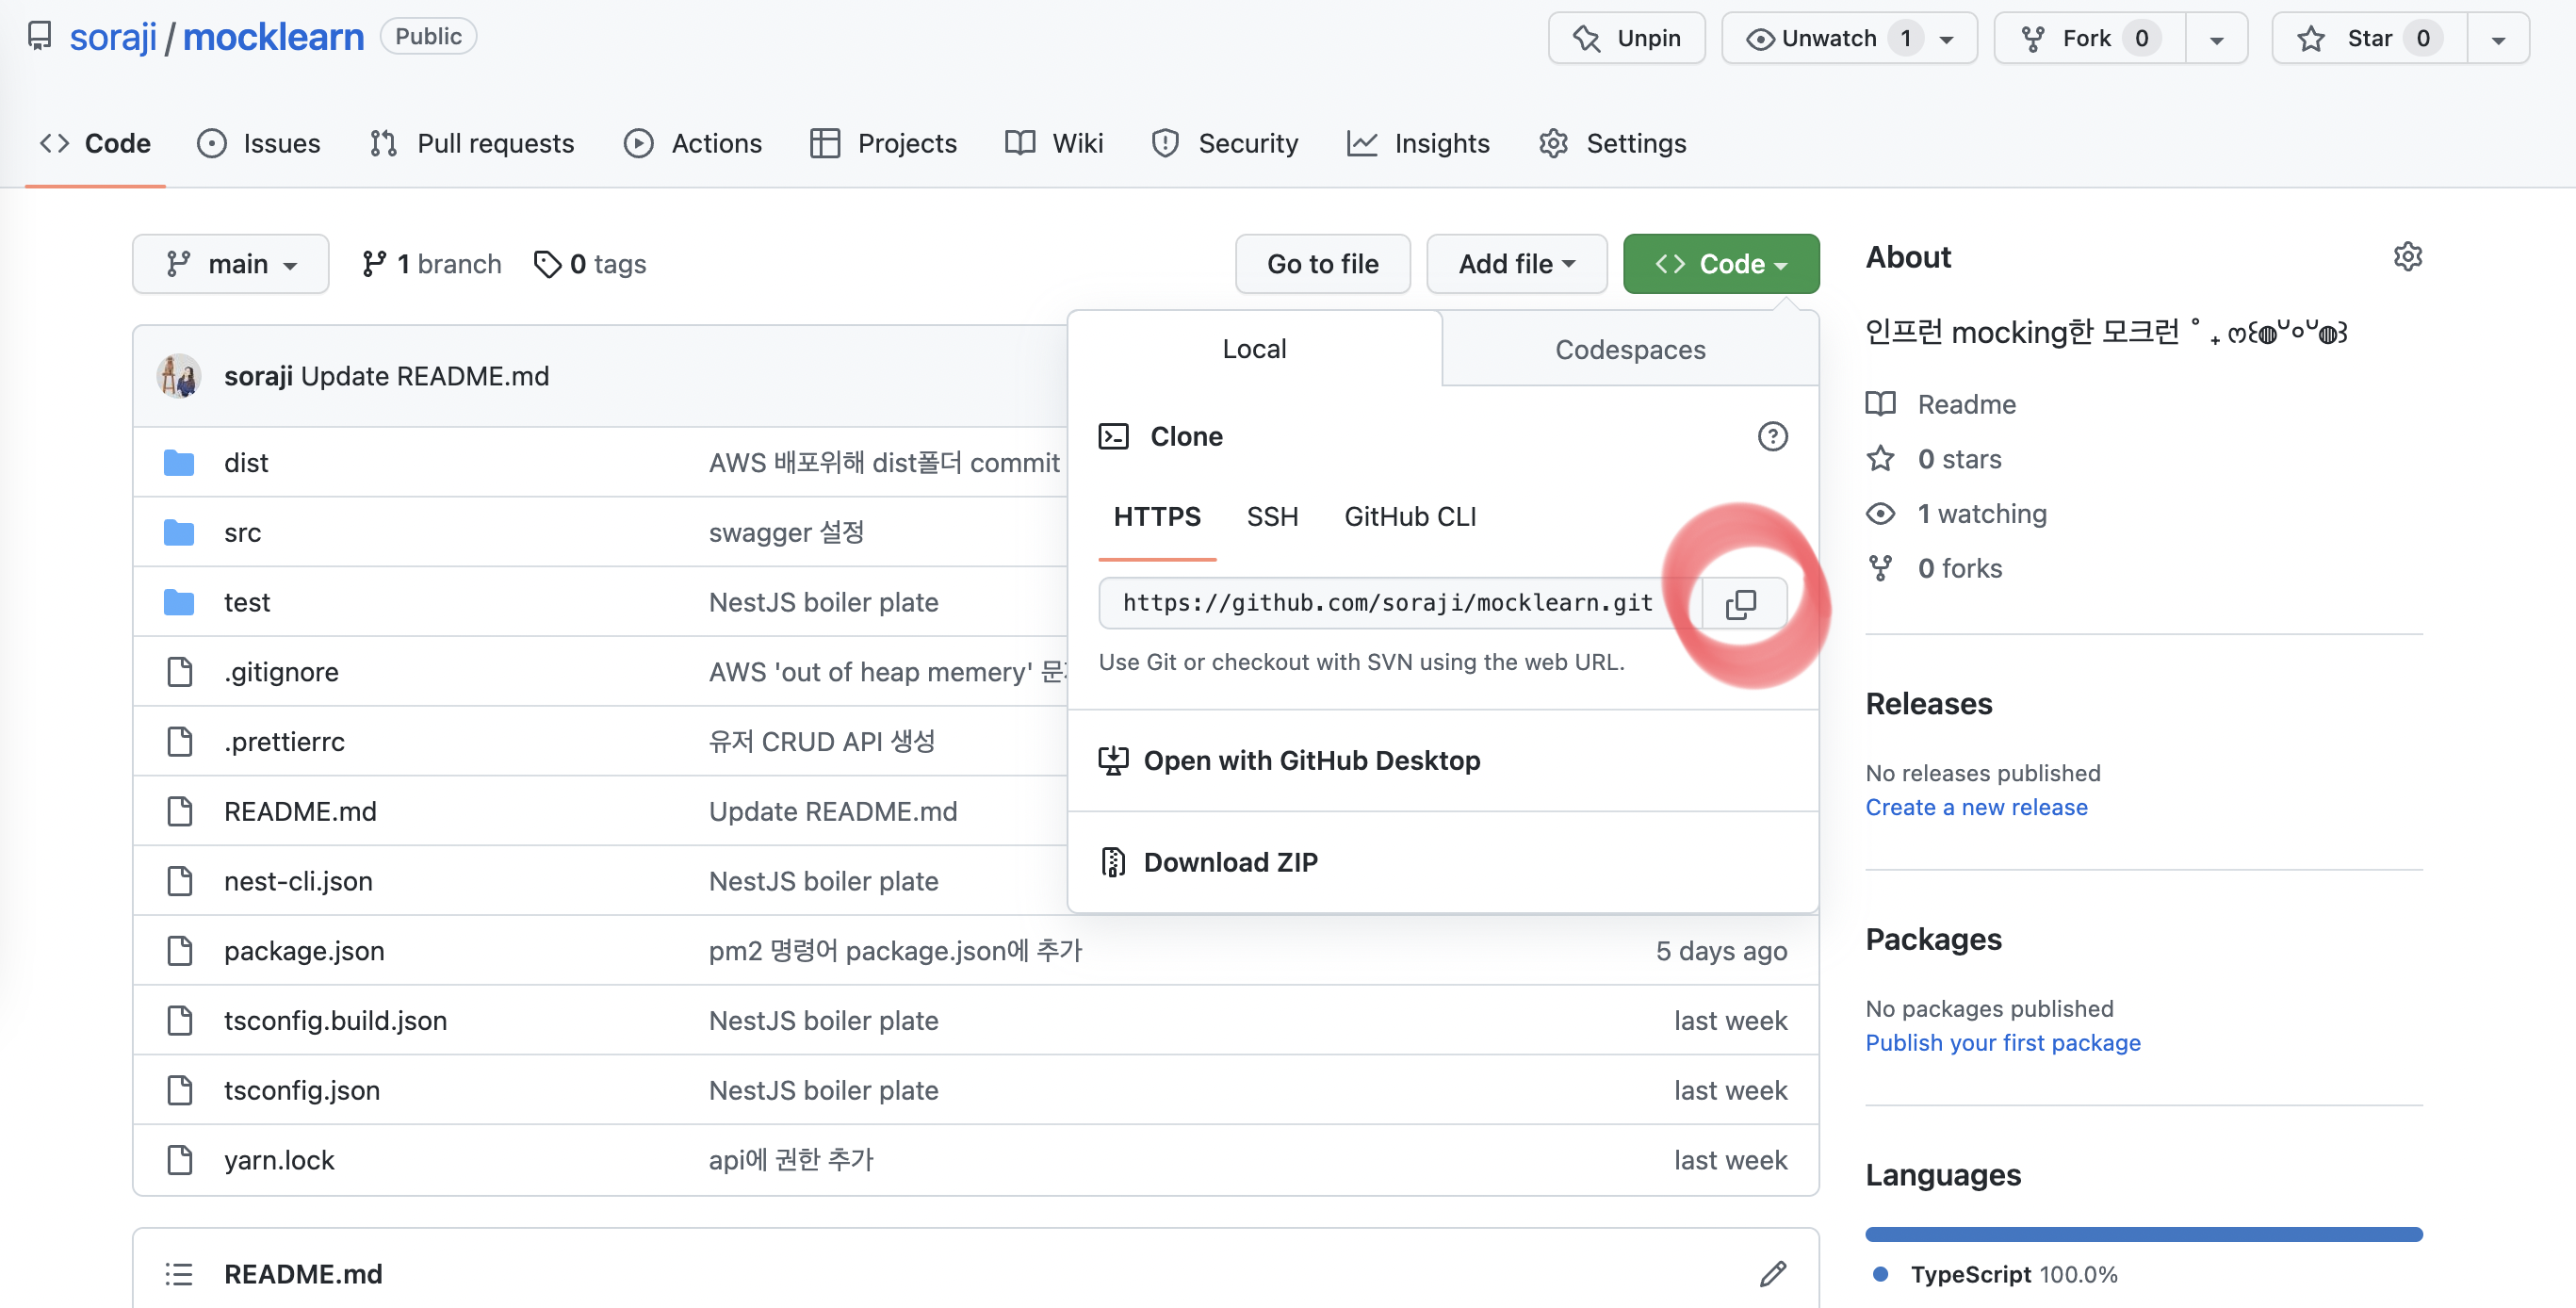 soraji / mocklearn Public
Unpin Unwatch 1 Fork 0 Star 0
Code Issues Pull requests Actions Projects Wiki Security Insights Settings
main 1 branch 0 tags Go to file Add file Code
soraji Update README.md
dist AWS 배포위해 dist폴더 commit
src swagger 설정
test NestJS boiler plate
.gitignore AWS 'out of heap memery'
.prettierrc 유저 CRUD API 생성
README.md Update README.md
nest-cli.json NestJS boiler plate
package.json pm2 명령어 package.json에 추가 5 days ago
tsconfig.build.json NestJS boiler plate last week
tsconfig.json NestJS boiler plate last week
yarn.lock api에 권한 추가 last week
README.md
Local Codespaces
Clone
HTTPS SSH GitHub CLI
https://github.com/soraji/mocklearn.git
Use Git or checkout with SVN using the web URL.
Open with GitHub Desktop
Download ZIP
About
인프런 mocking한 모크런
Readme
0 stars
1 watching
0 forks
Releases
No releases published
Create a new release
Packages
No packages published
Publish your first package
Languages
TypeScript 100.0%